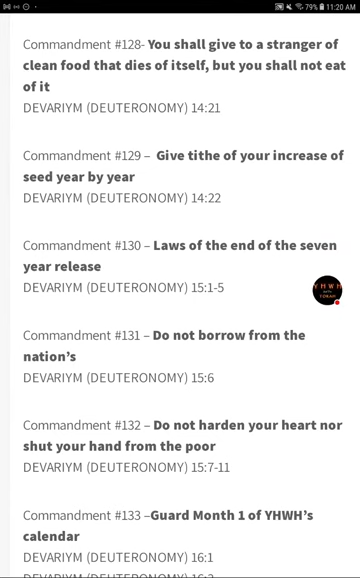 79% 11:20 AM
Commandment #128- You shall give to a stranger of
clean food that dies of itself, but you shall not eat
of it
DEVARIYM (DEUTERONOMY) 14:21
Commandment #129 – Give tithe of your increase of
seed year by year
DEVARIYM (DEUTERONOMY) 14:22
Commandment #130 – Laws of the end of the seven
year release
DEVARIYM (DEUTERONOMY) 15:1-5
YHWH
Commandment #131 – Do not borrow from the
nation’s
DEVARIYM (DEUTERONOMY) 15:6
Commandment #132 – Do not harden your heart nor
shut your hand from the poor
DEVARIYM (DEUTERONOMY) 15:7-11
Commandment #133 –Guard Month 1 of YHWH’s
calendar
DEVARIYM (DEUTERONOMY) 16:1